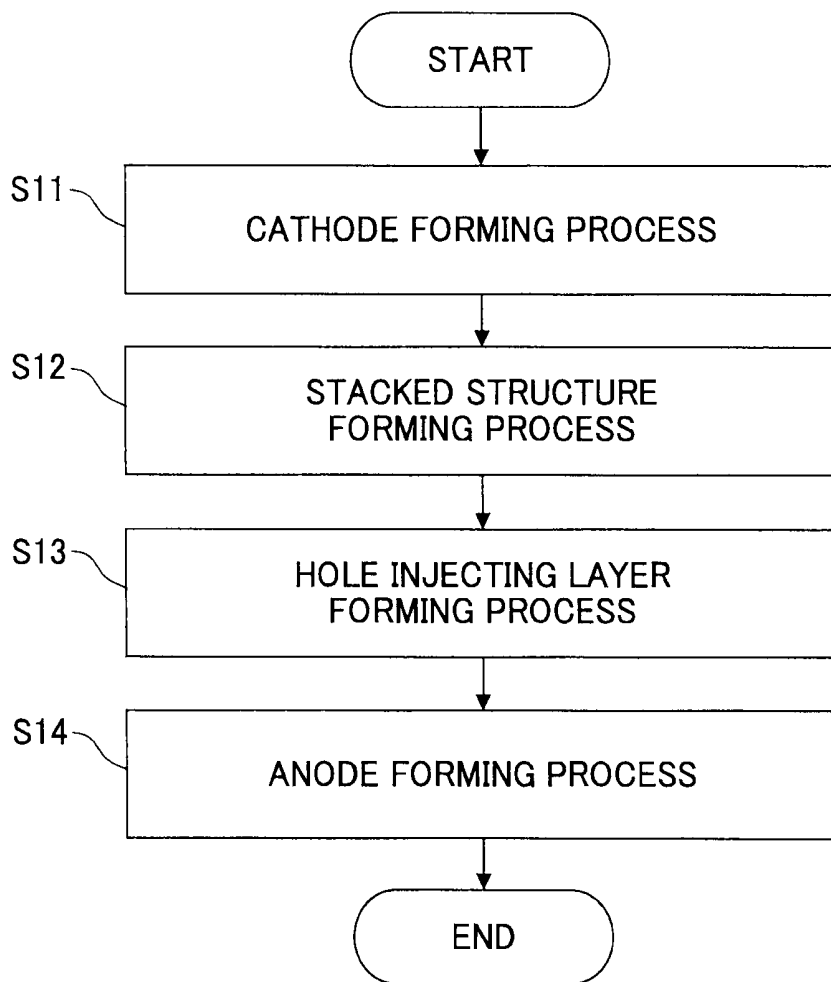 START
S11
CATHODE FORMING PROCESS
S12
STACKED STRUCTURE
FORMING PROCESS
S13
HOLE INJECTING LAYER
FORMING PROCESS
S14
ANODE FORMING PROCESS
END